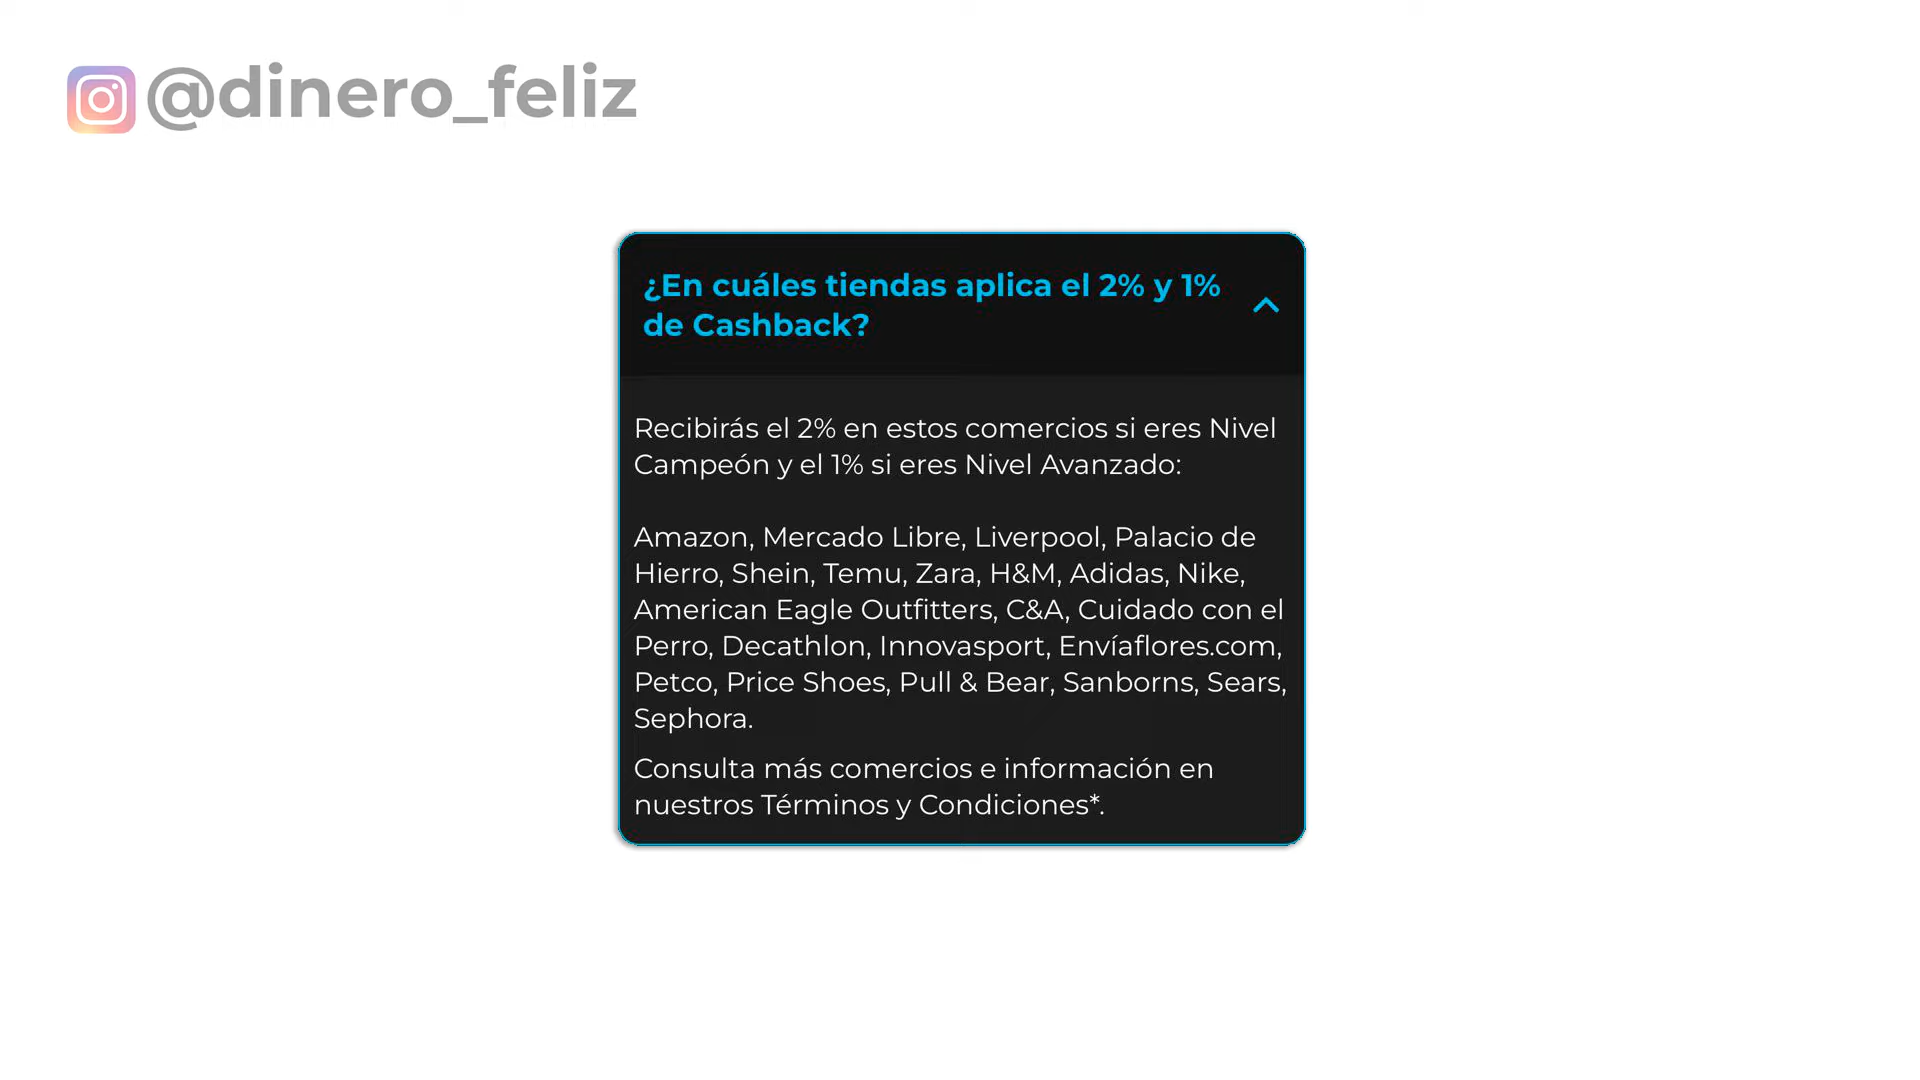 @dinero_feliz
¿En cuáles tiendas aplica el 2% y 1%
de Cashback?
Recibirás el 2% en estos comercios si eres Nivel
Campeón y el 1% si eres Nivel Avanzado:
Amazon, Mercado Libre, Liverpool, Palacio de
Hierro, Shein, Temu, Zara, H&M, Adidas, Nike,
American Eagle Outfitters, C&A, Cuidado con el
Perro, Decathlon, Innovasport, Envíaflores.com,
Petco, Price Shoes, Pull & Bear, Sanborns, Sears,
Sephora.
Consulta más comercios e información en
nuestros Términos y Condiciones*.